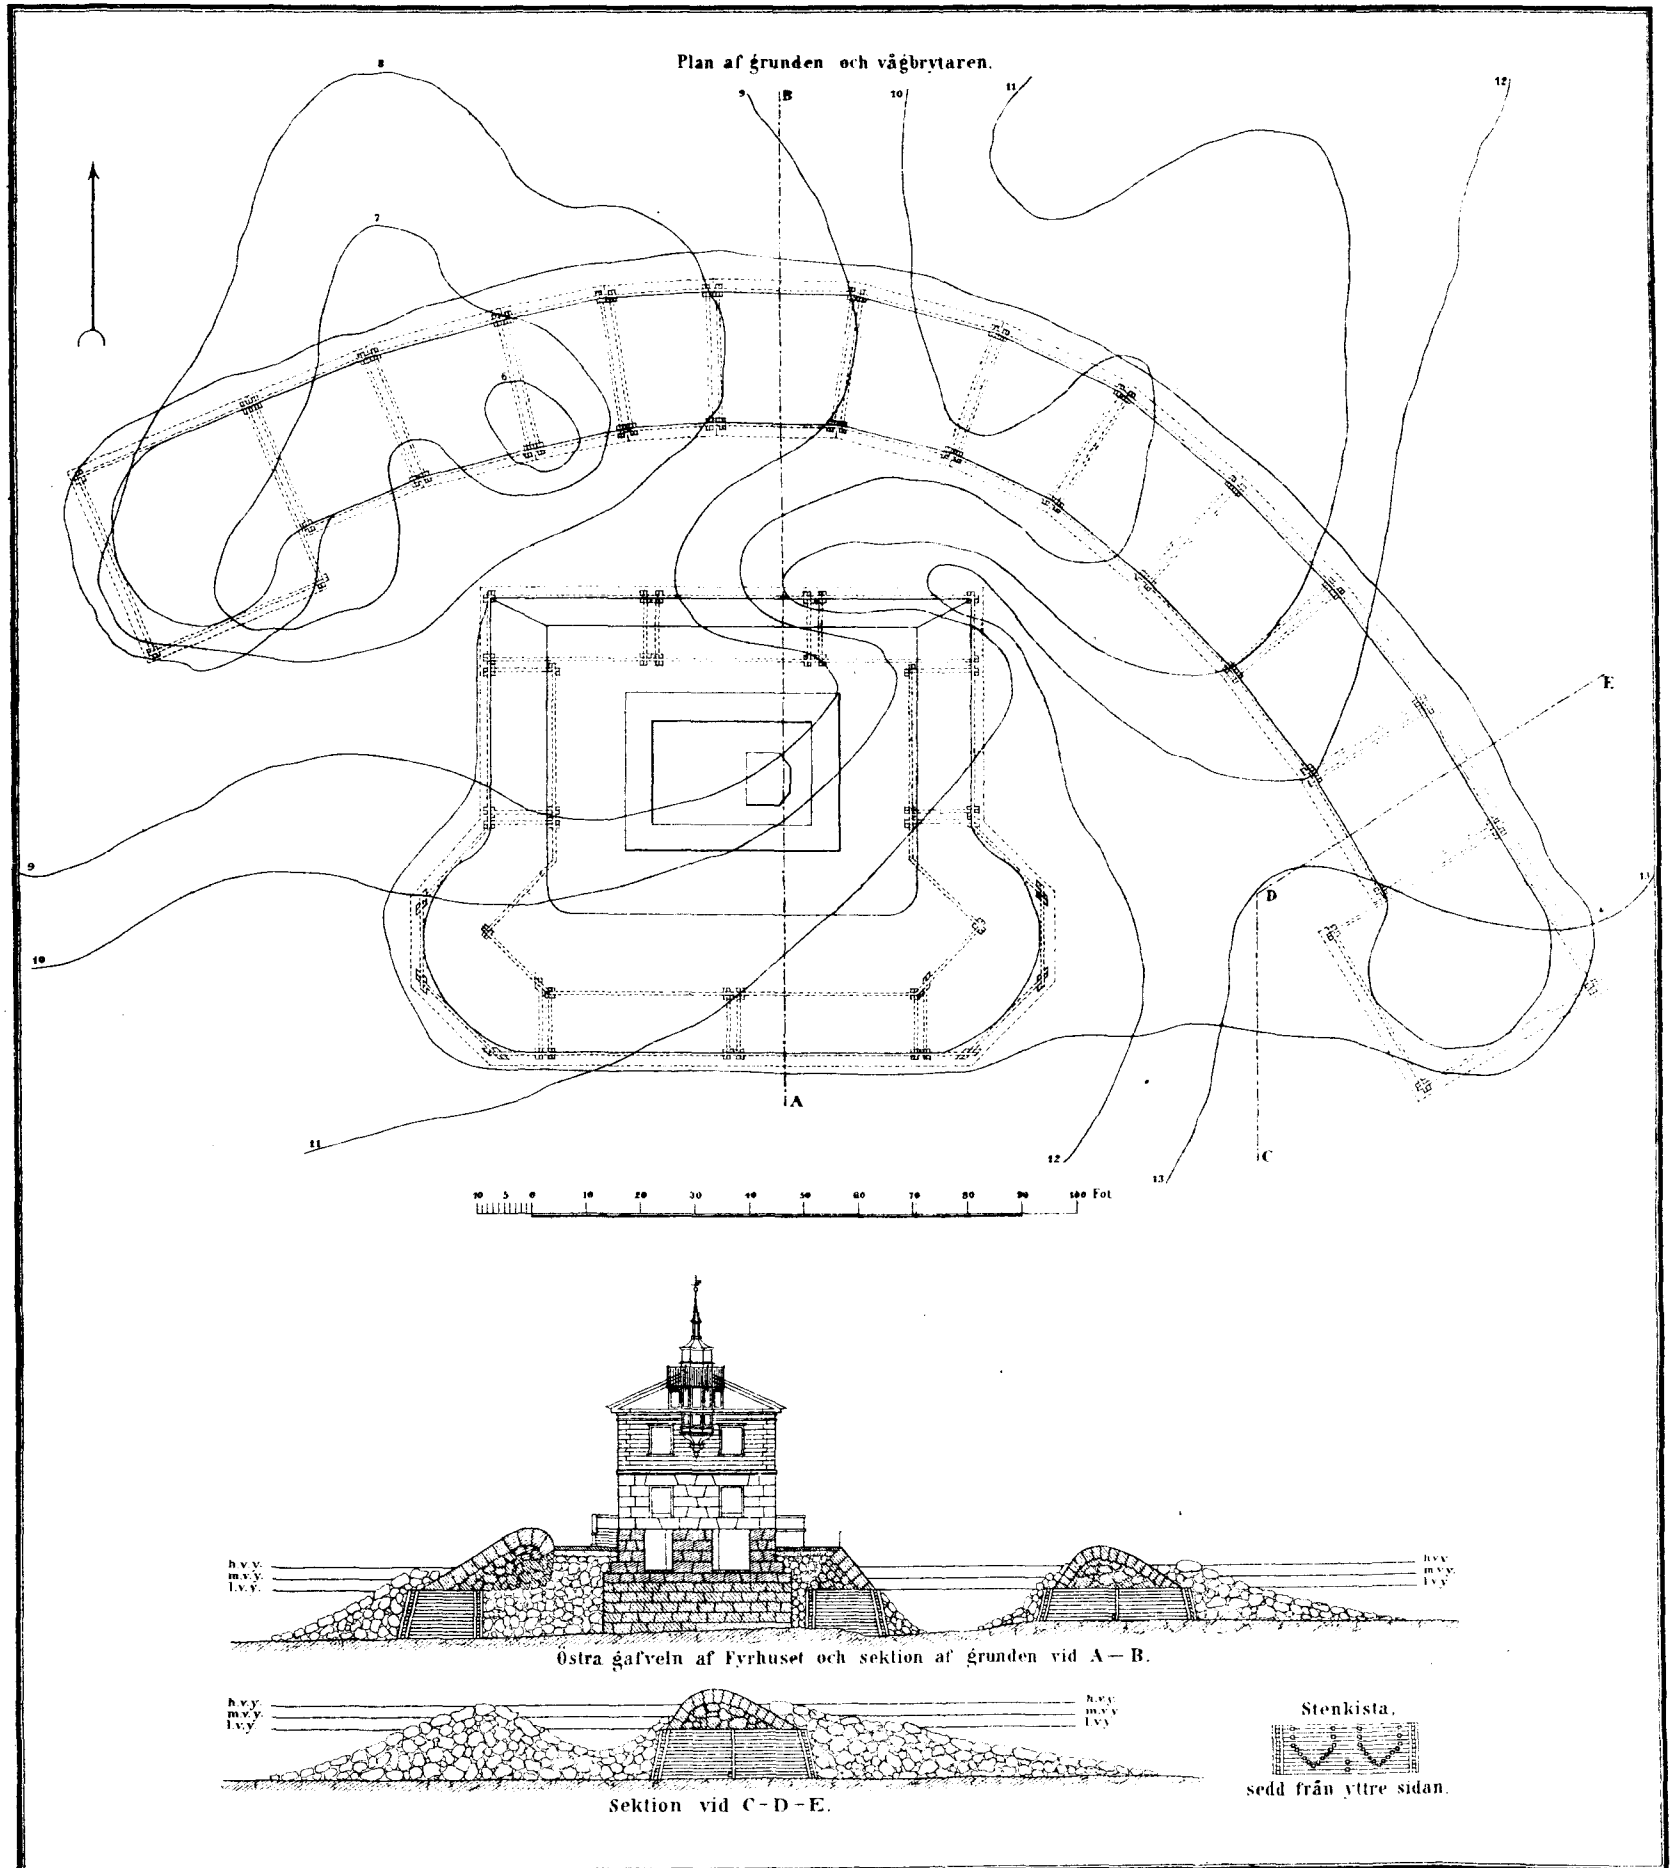 Plan af grunden och vågbrytaren.
8
9
B
10
11
12
7
6
E
9
D
13
10
A
11
12
C
13
10 5 0 10 20 30 40 50 60 70 80 90 100 Fot
h.v.y.
m.v.y.
l.v.y.
h.v.y.
m.v.y.
l.v.y.
Östra gafveln af Fyrhuset och sektion af grunden vid A — B.
h.v.y.
m.v.y.
l.v.y.
h.v.y.
m.v.y.
l.v.y.
Sektion vid C - D - E.
Stenkista,
sedd från yttre sidan.